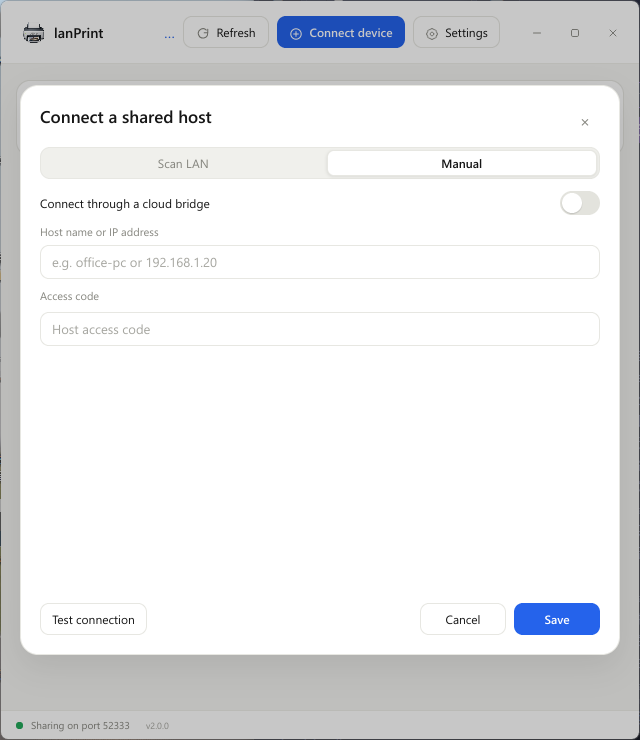 lanPrint
...
Refresh
Connect device
Settings
Connect a shared host
Scan LAN
Manual
Connect through a cloud bridge
Host name or IP address
e.g. office-pc or 192.168.1.20
Access code
Host access code
Test connection
Cancel
Save
Sharing on port 52333
v2.0.0